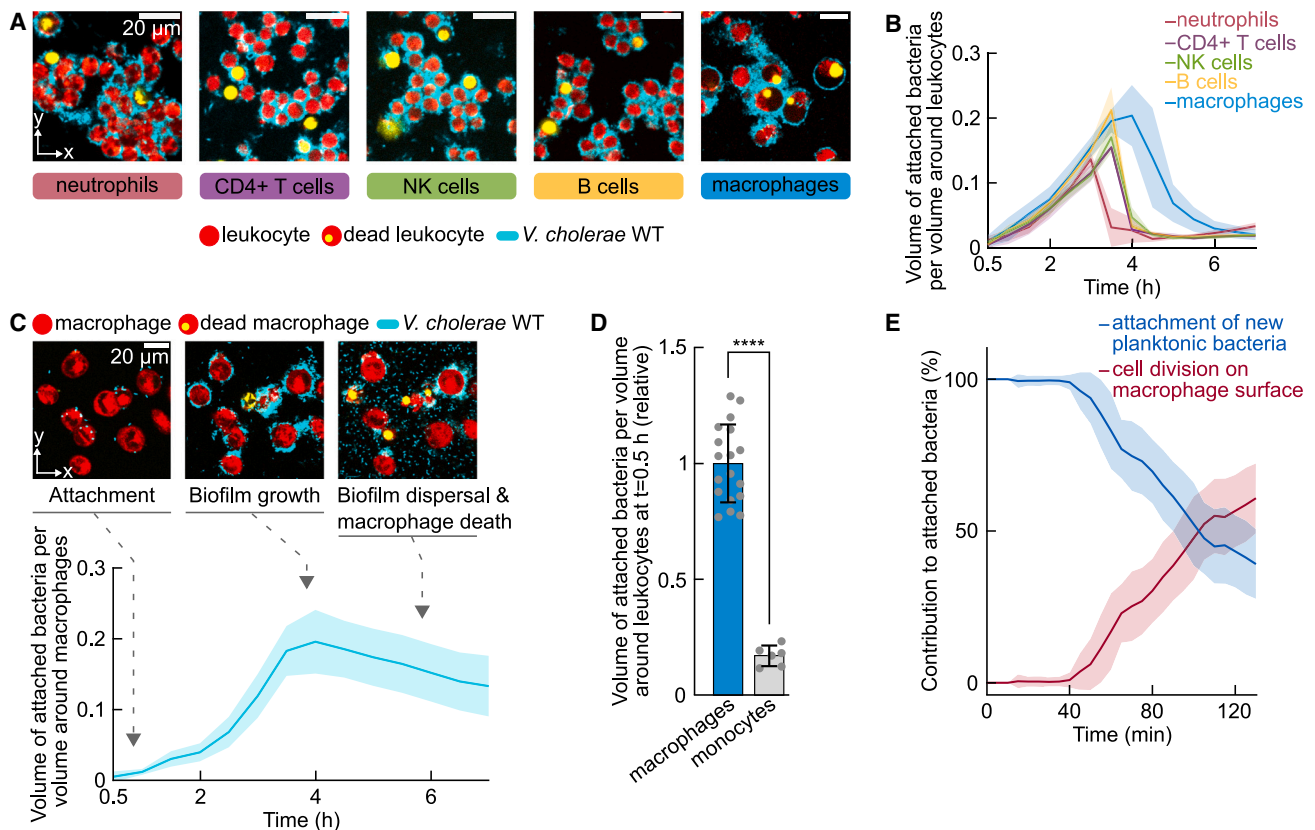 A
20 μm
y
x
neutrophils
CD4+ T cells
NK cells
B cells
macrophages
leukocyte
dead leukocyte
V. cholerae WT
B
Volume of attached bacteria
per volume around leukocytes
neutrophils
CD4+ T cells
NK cells
B cells
macrophages
0.3
0.2
0.1
0
0.5
2
4
6
Time (h)
C
macrophage
dead macrophage
V. cholerae WT
20 μm
y
x
Attachment
Biofilm growth
Biofilm dispersal &
macrophage death
Volume of attached bacteria per
volume around macrophages
0.3
0.2
0.1
0
0.5
2
4
6
Time (h)
D
Volume of attached bacteria per volume
around leukocytes at t=0.5 h (relative)
1.5
1
0.5
0
****
macrophages
monocytes
E
Contribution to attached bacteria (%)
attachment of new
planktonic bacteria
cell division on
macrophage surface
100
50
0
0
40
80
120
Time (min)